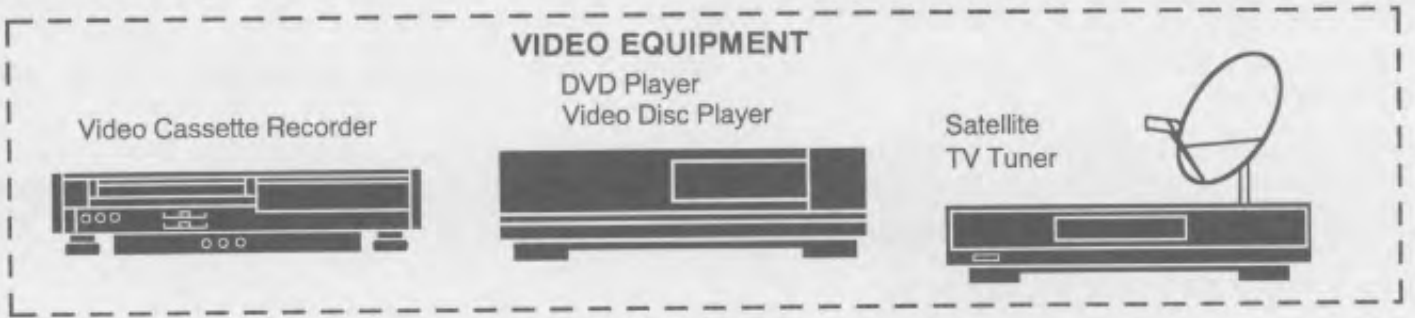 VIDEO EQUIPMENT
DVD Player
Video Disc Player
Video Cassette Recorder
Satellite
TV Tuner